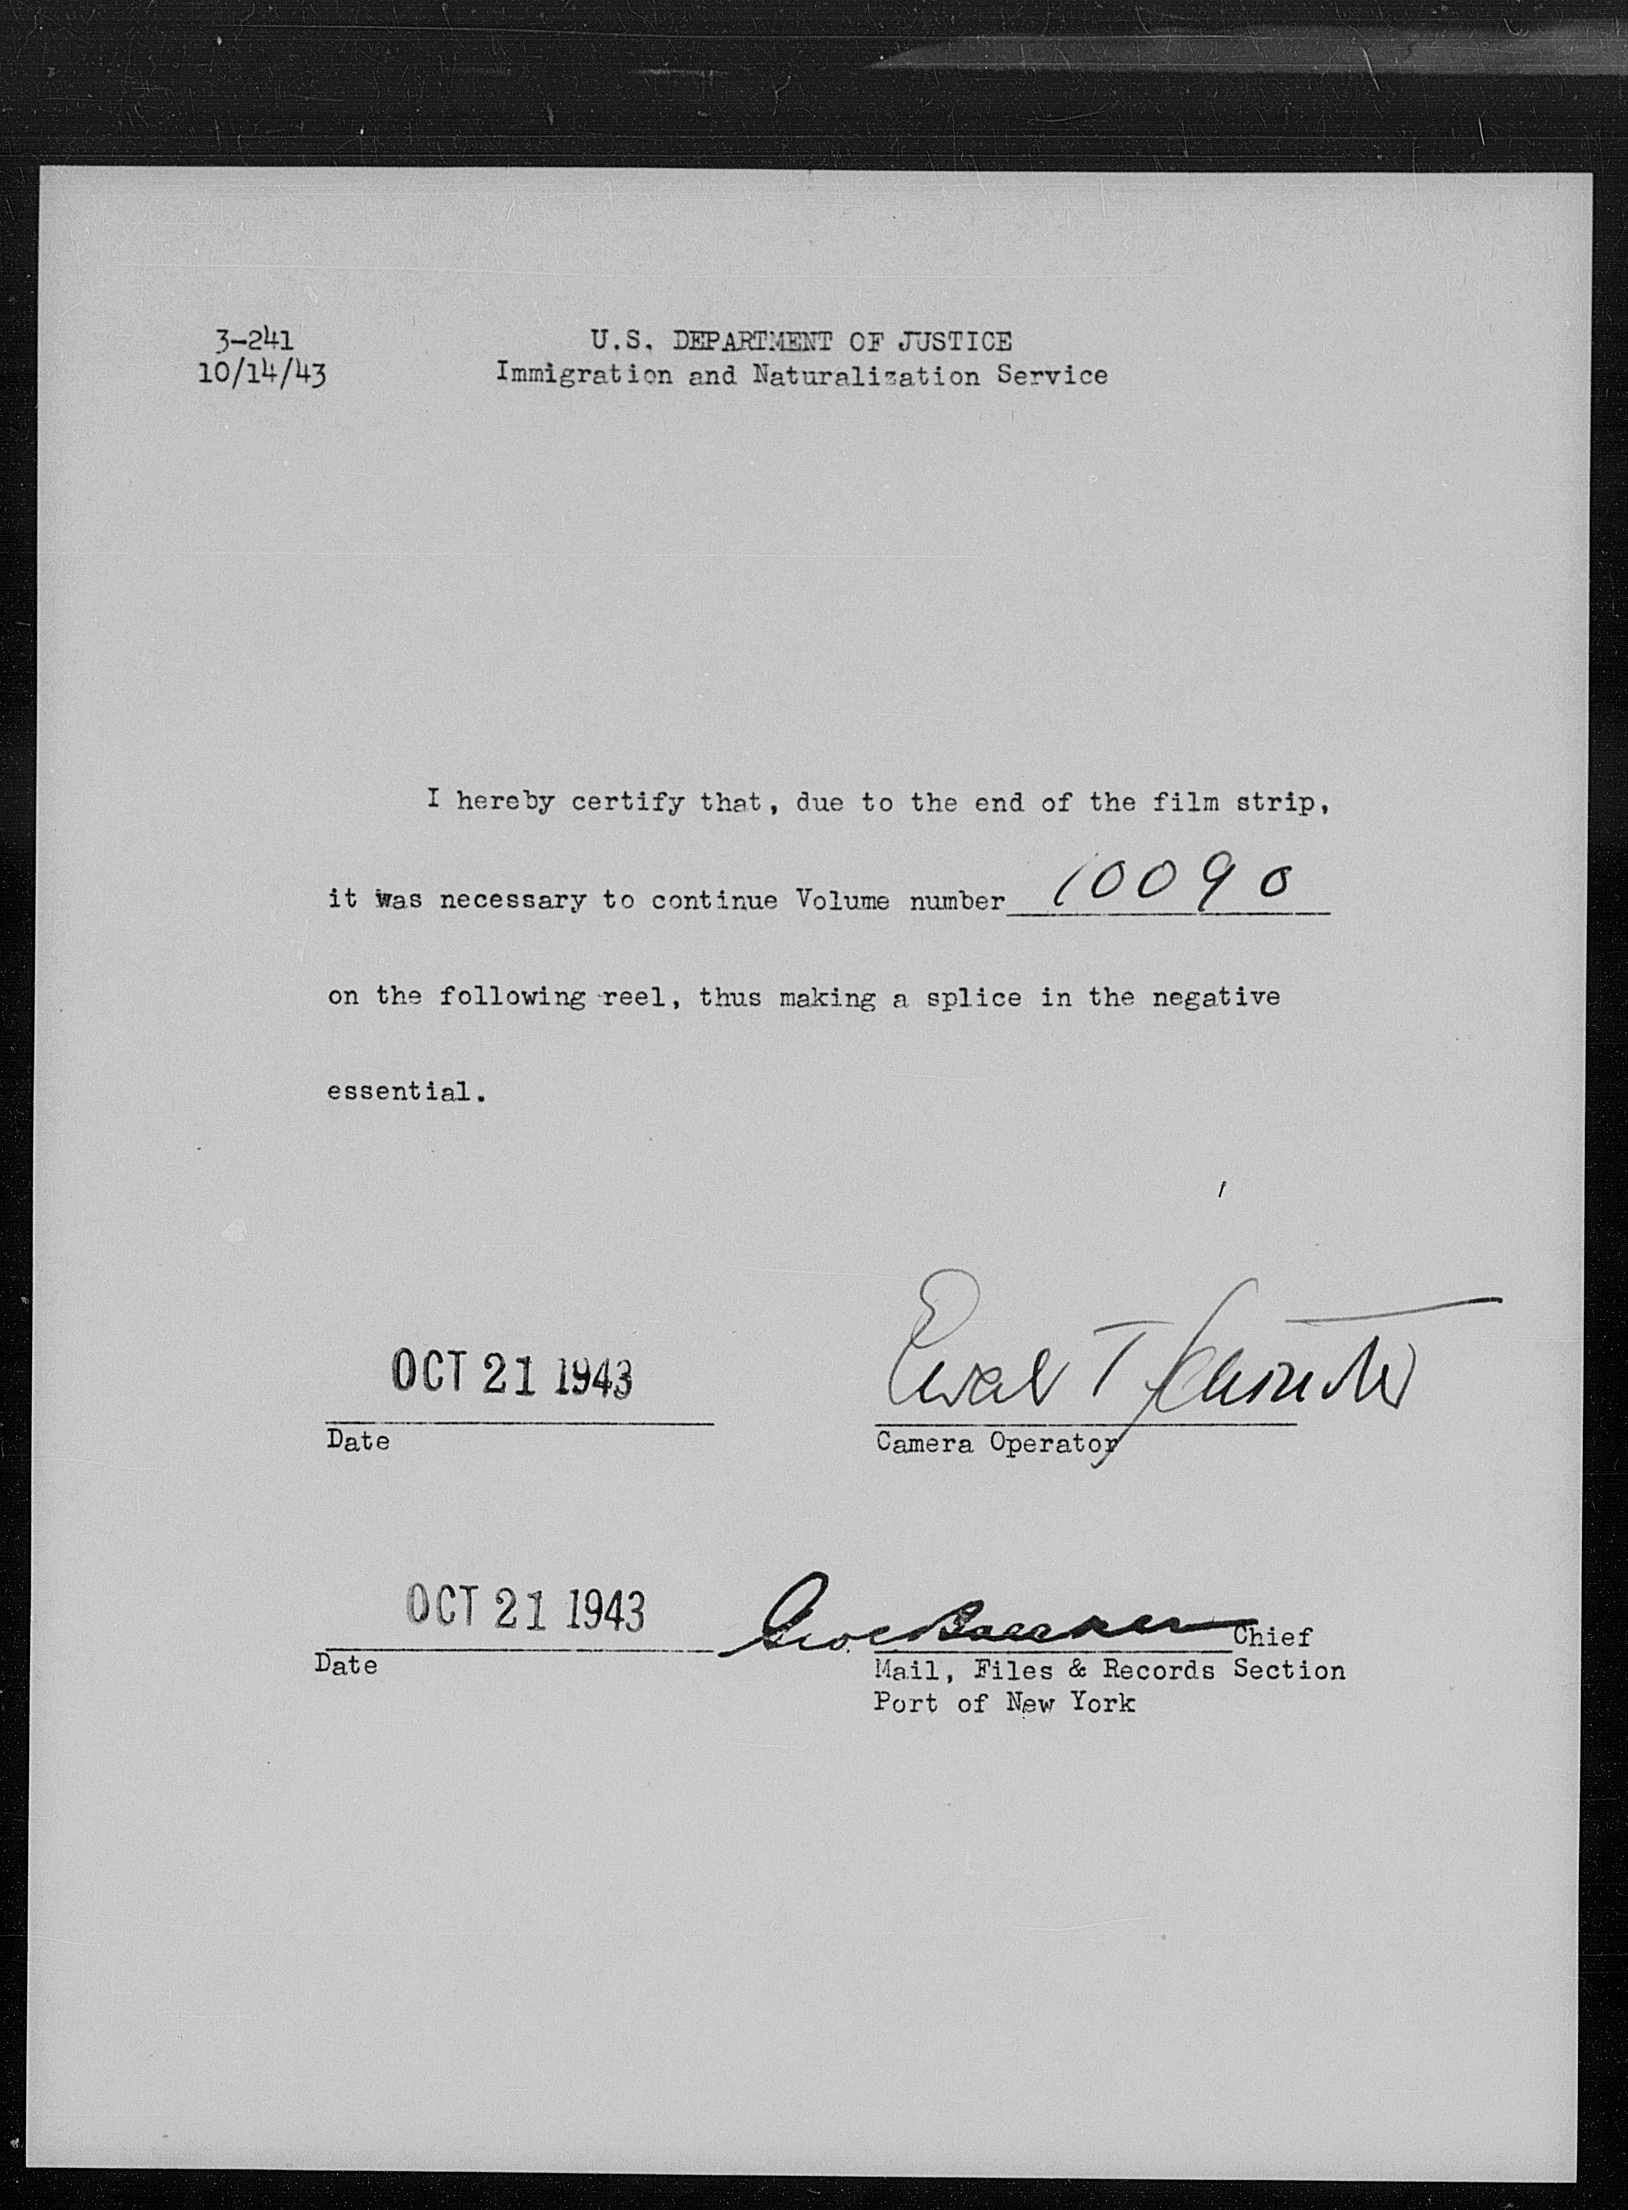 3-241
10/14/43
U.S. DEPARTMENT OF JUSTICE
Immigration and Naturalization Service
I hereby certify that, due to the end of the film strip,
it was necessary to continue Volume number 10090
on the following reel, thus making a splice in the negative
essential.
OCT 21 1943
Date
Camera Operator
OCT 21 1943
Date
Chief
Mail, Files & Records Section
Port of New York